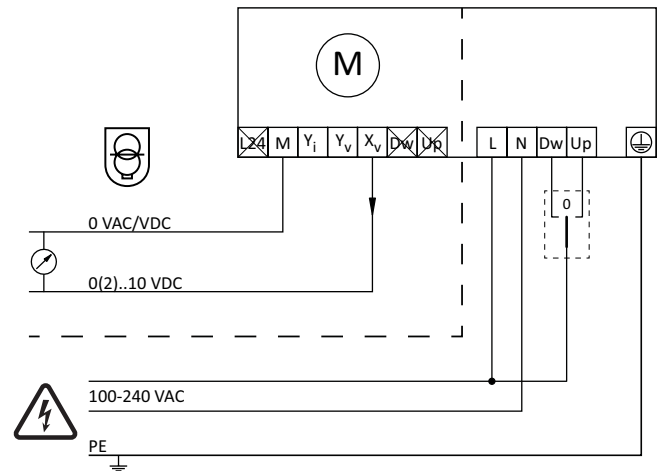 M
L24 M Yi Yv Xv Dw Up L N Dw Up
0
0 VAC/VDC
0(2)..10 VDC
100-240 VAC
PE